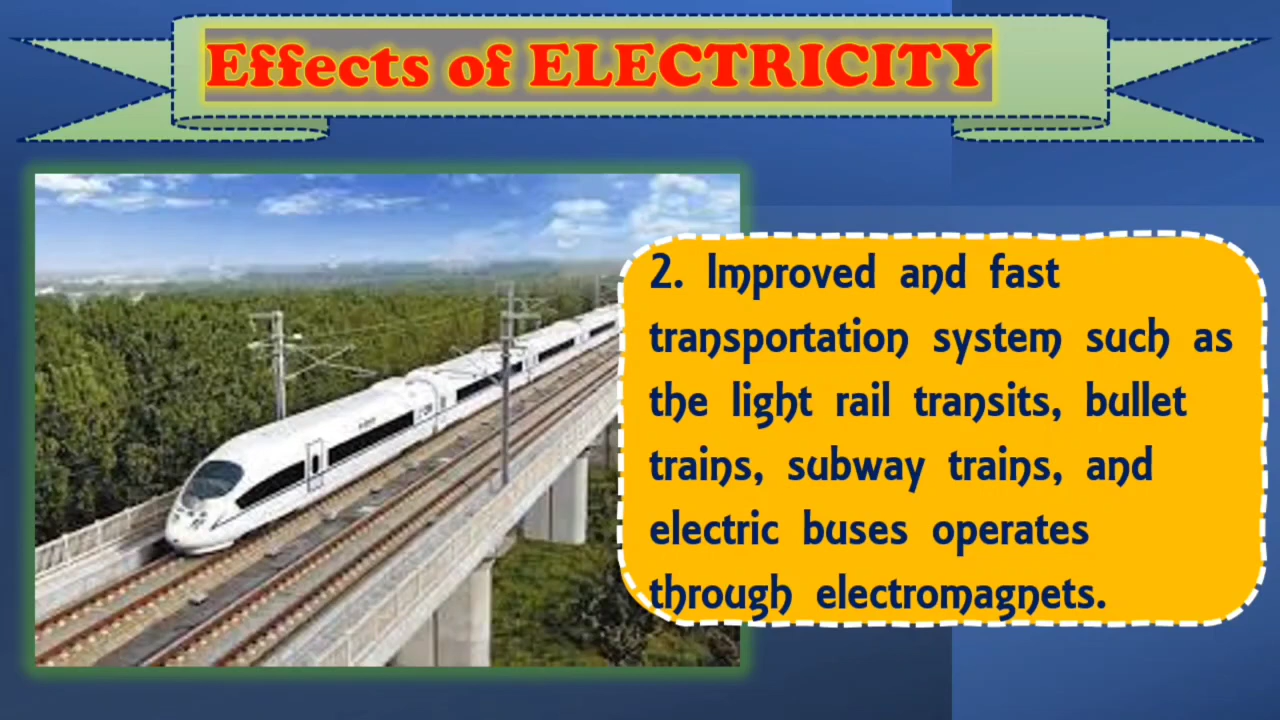 Effects of ELECTRICITY
2. Improved and fast
transportation system such as
the light rail transits, bullet
trains, subway trains, and
electric buses operates
through electromagnets.